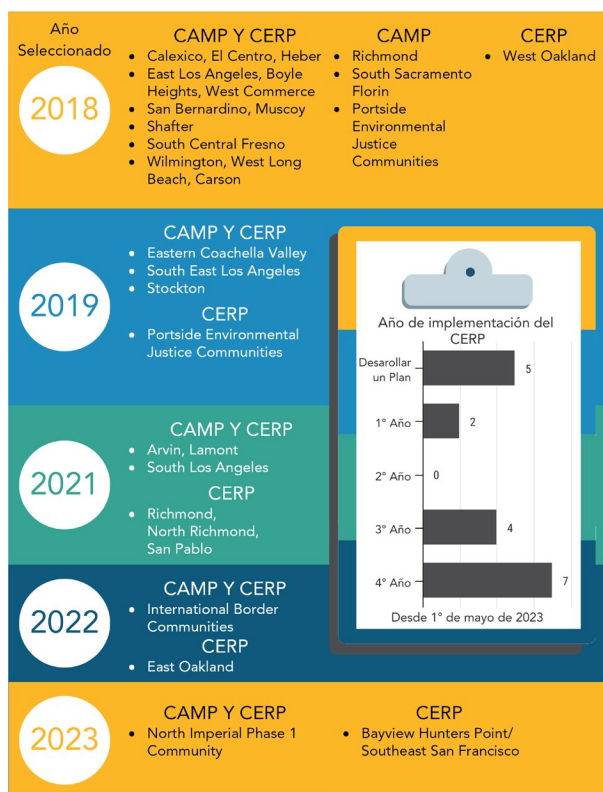 Año
Seleccionado
2018
CAMP Y CERP
• Calexico, El Centro, Heber
• East Los Angeles, Boyle
Heights, West Commerce
• San Bernardino, Muscoy
• Shafter
• South Central Fresno
• Wilmington, West Long
Beach, Carson
CAMP
• Richmond
• South Sacramento
Florin
• Portside
Environmental
Justice
Communities
CERP
• West Oakland
2019
CAMP Y CERP
• Eastern Coachella Valley
• South East Los Angeles
• Stockton
CERP
• Portside Environmental
Justice Communities
2021
CAMP Y CERP
• Arvin, Lamont
• South Los Angeles
CERP
• Richmond,
North Richmond,
San Pablo
2022
CAMP Y CERP
• International Border
Communities
CERP
• East Oakland
Año de implementación del
CERP
Desarollar
un Plan
5
1° Año
2
2° Año
0
3° Año
4
4° Año
7
Desde 1° de mayo de 2023
2023
CAMP Y CERP
• North Imperial Phase 1
Community
CERP
• Bayview Hunters Point/
Southeast San Francisco